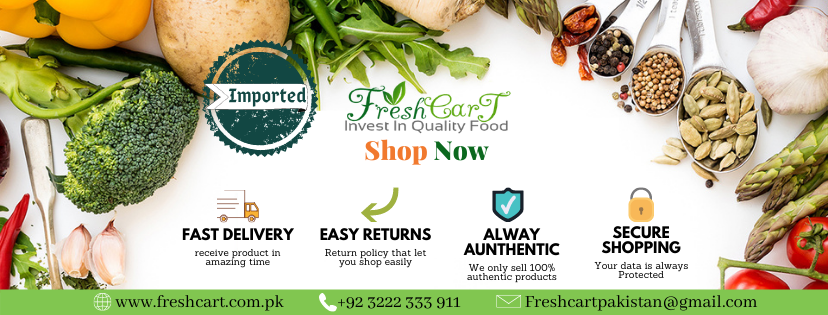 Imported
FreshCarT
Invest In Quality Food
Shop Now
FAST DELIVERY
receive product in
amazing time
EASY RETURNS
Return policy that let
you shop easily
ALWAY
AUNTHENTIC
We only sell 100%
authentic products
SECURE
SHOPPING
Your data is always
Protected
www.freshcart.com.pk
+92 3222 333 911
Freshcartpakistan@gmail.com